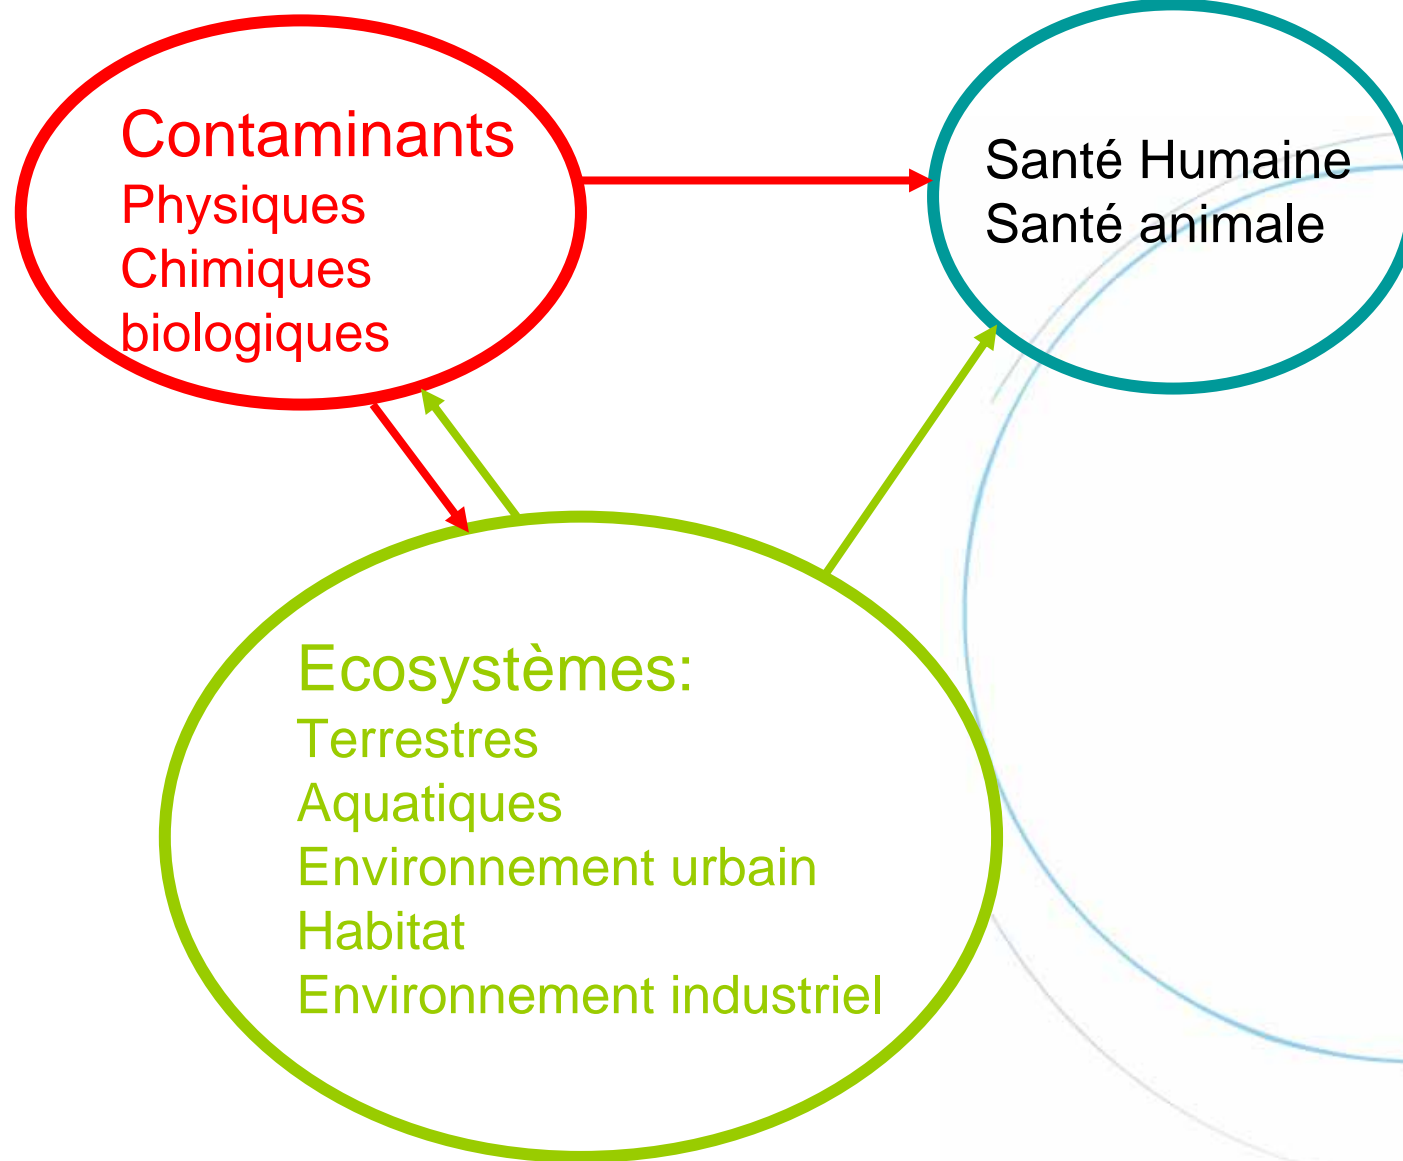 Contaminants
Physiques
Chimiques
biologiques
Santé Humaine
Santé animale
Ecosystèmes:
Terrestres
Aquatiques
Environnement urbain
Habitat
Environnement industriel